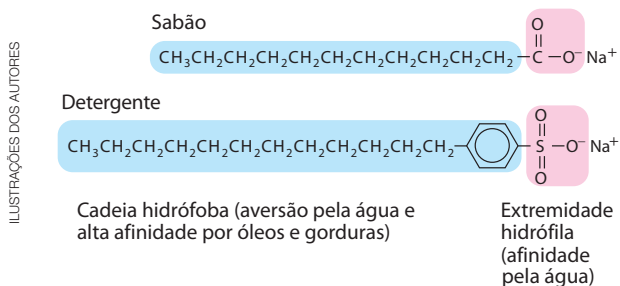 ILUSTRAÇÕES DOS AUTORES
Sabão
O
CH₃CH₂CH₂CH₂CH₂CH₂CH₂CH₂CH₂CH₂CH₂CH₂CH₂–C–O⁻ Na⁺
Detergente
O
CH₃CH₂CH₂CH₂CH₂CH₂CH₂CH₂CH₂CH₂CH₂CH₂CH₂CH₂– –S–O⁻ Na⁺
O
Cadeia hidrófoba (aversão pela água e
alta afinidade por óleos e gorduras)
Extremidade
hidrófila
(afinidade
pela água)